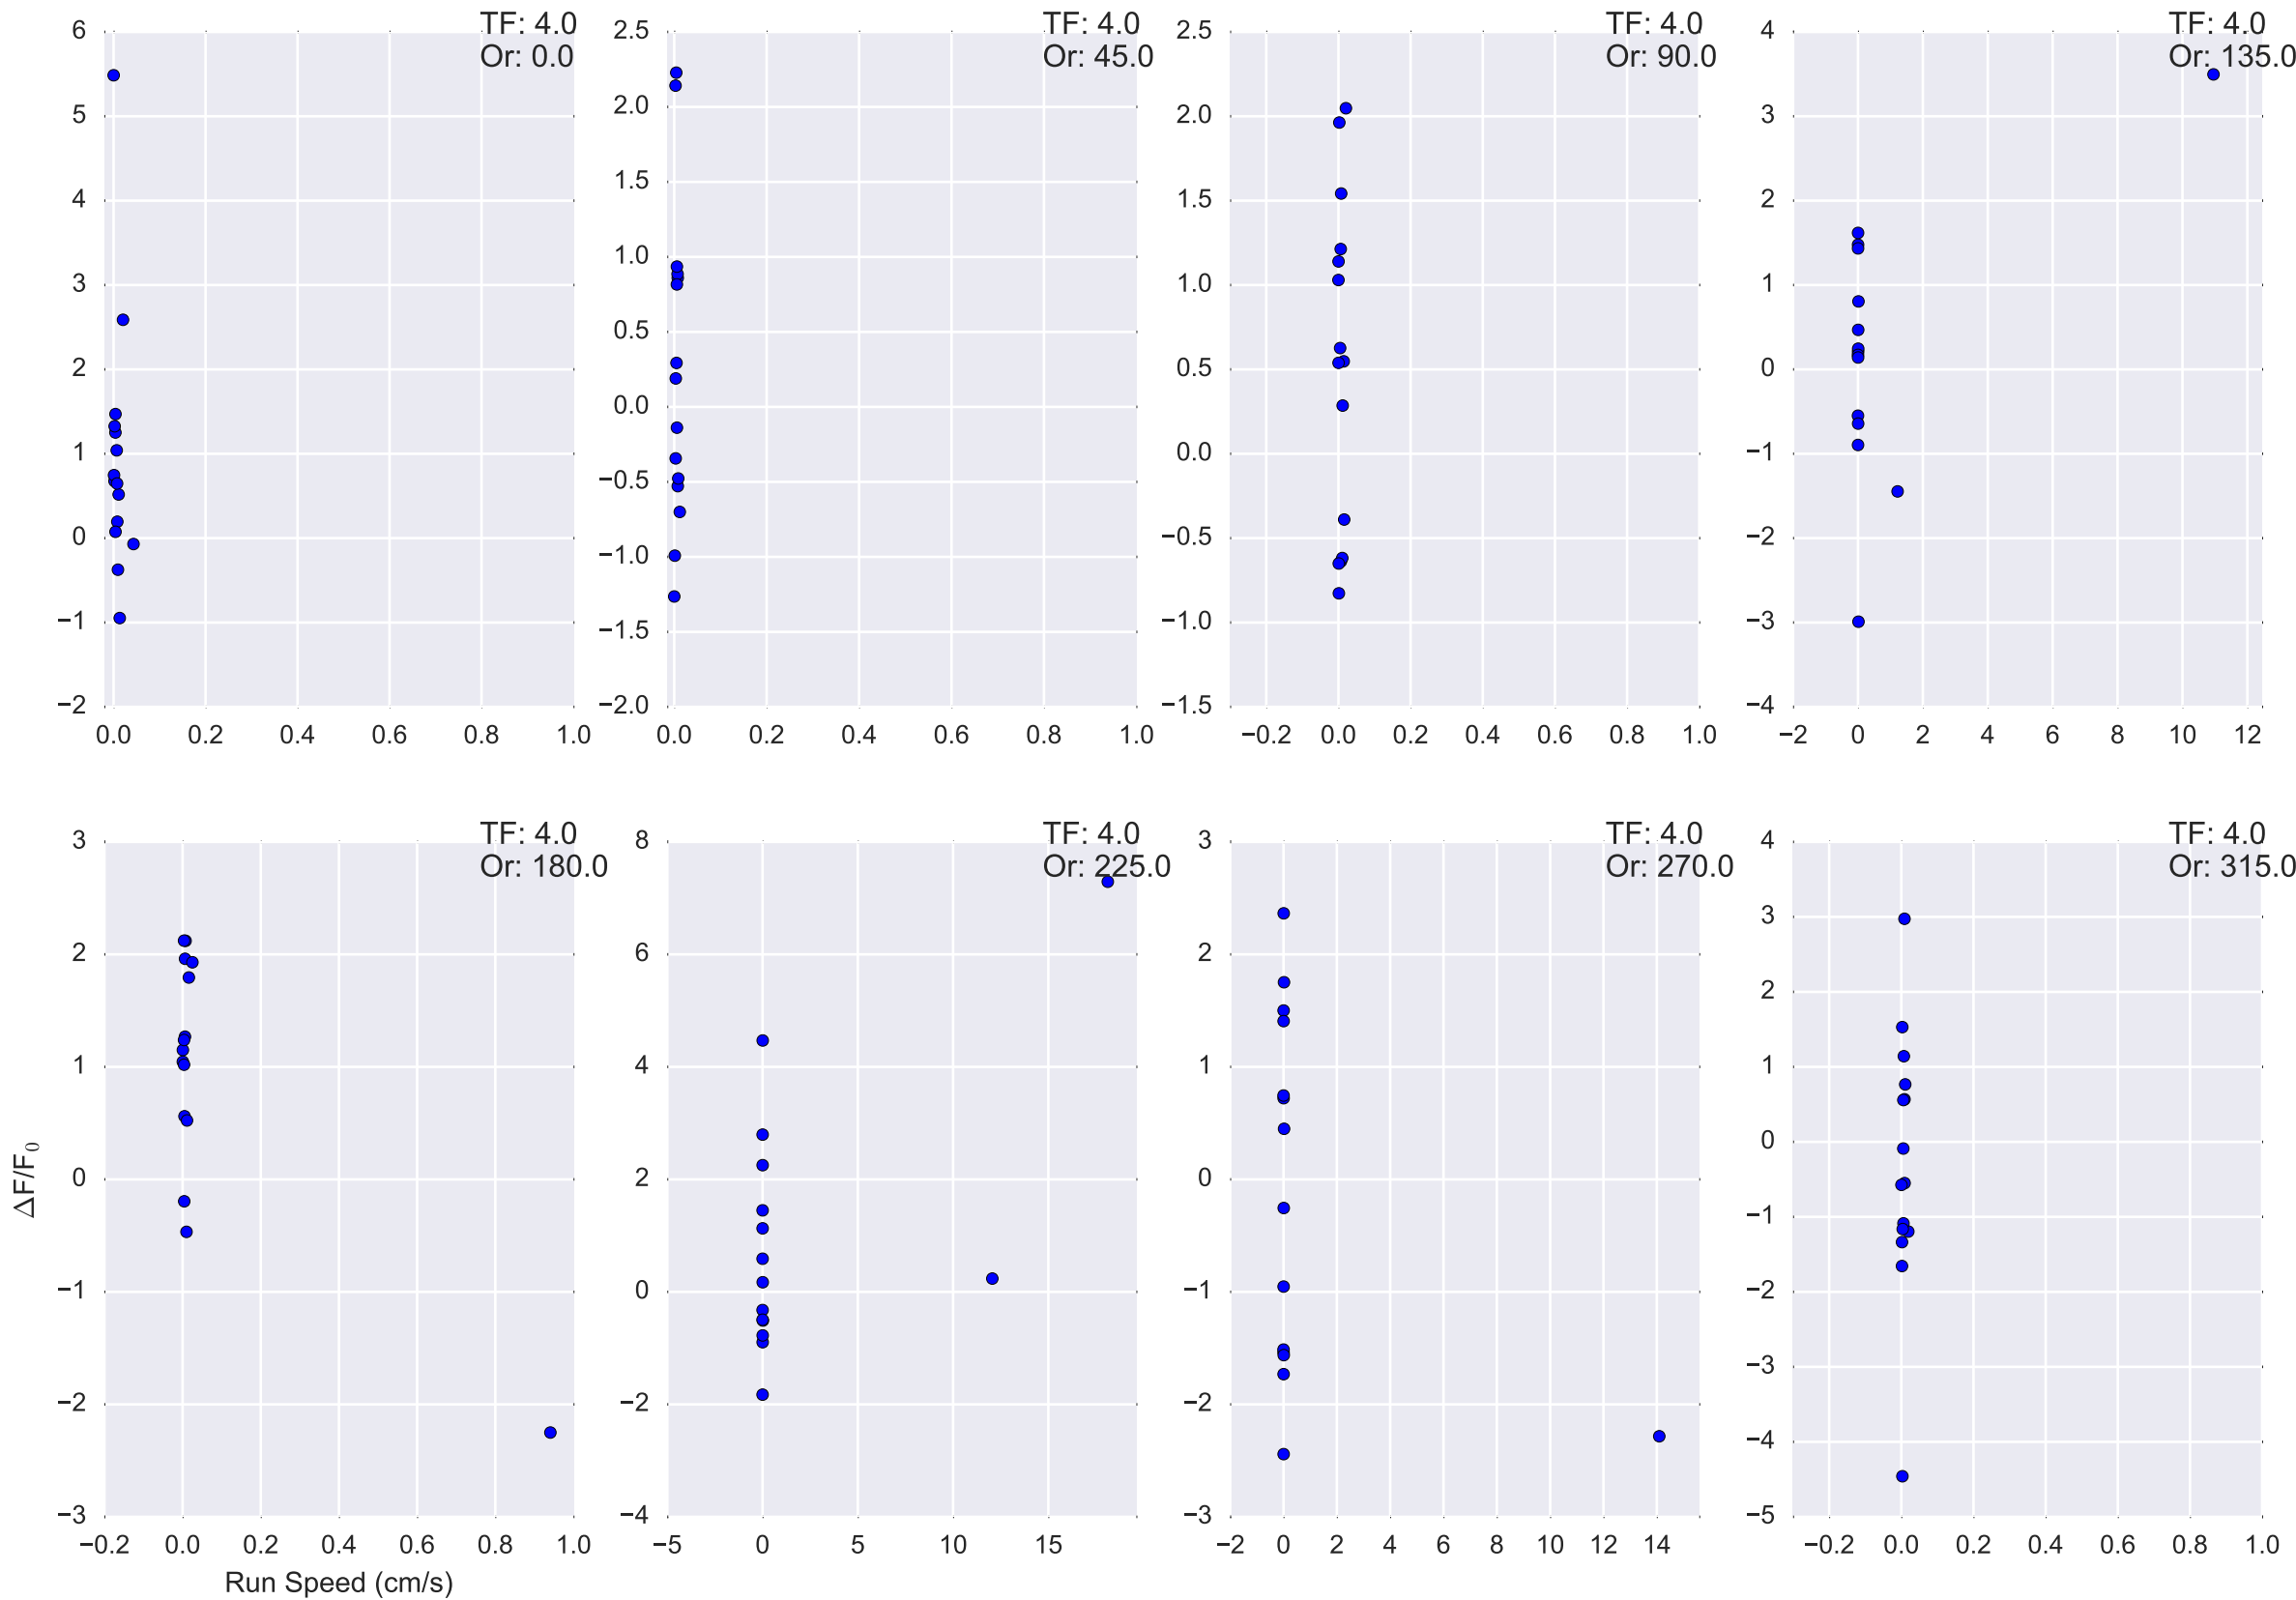 TF: 4.0
Or: 0.0
6
5
4
3
2
1
0
−1
−2
0.0 0.2 0.4 0.6 0.8 1.0
TF: 4.0
Or: 45.0
2.5
2.0
1.5
1.0
0.5
0.0
−0.5
−1.0
−1.5
−2.0
0.0 0.2 0.4 0.6 0.8 1.0
TF: 4.0
Or: 90.0
2.5
2.0
1.5
1.0
0.5
0.0
−0.5
−1.0
−1.5
−0.2 0.0 0.2 0.4 0.6 0.8 1.0
TF: 4.0
Or: 135.0
4
3
2
1
0
−1
−2
−3
−4
−2 0 2 4 6 8 10 12
TF: 4.0
Or: 180.0
3
2
1
0
−1
−2
−3
ΔF/F₀
−0.2 0.0 0.2 0.4 0.6 0.8 1.0
Run Speed (cm/s)
TF: 4.0
Or: 225.0
8
6
4
2
0
−2
−4
−5 0 5 10 15
TF: 4.0
Or: 270.0
3
2
1
0
−1
−2
−3
−2 0 2 4 6 8 10 12 14
TF: 4.0
Or: 315.0
4
3
2
1
0
−1
−2
−3
−4
−5
−0.2 0.0 0.2 0.4 0.6 0.8 1.0